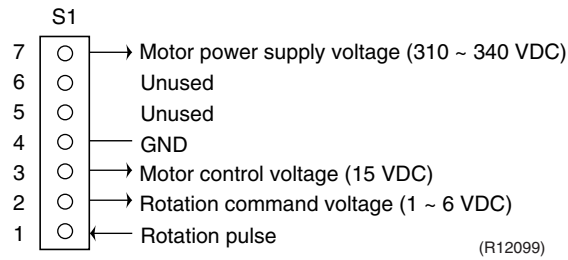 S1
7 Motor power supply voltage (310 ~ 340 VDC)
6 Unused
5 Unused
4 GND
3 Motor control voltage (15 VDC)
2 Rotation command voltage (1 ~ 6 VDC)
1 Rotation pulse
(R12099)